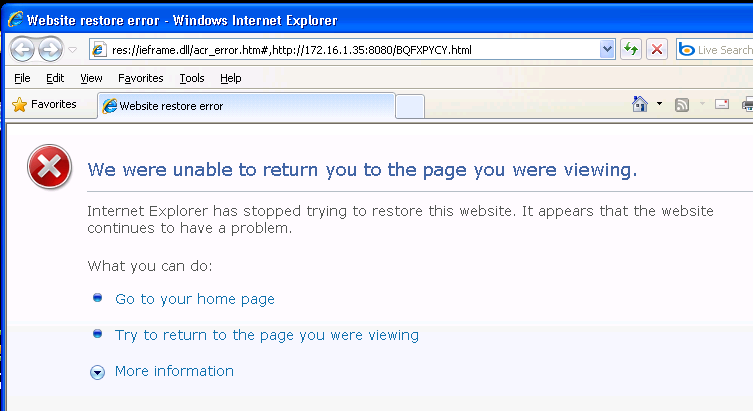 Website restore error - Windows Internet Explorer
res://ieframe.dll/acr_error.htm#,http://172.16.1.35:8080/BQFXPYCY.html
Live Search
File Edit View Favorites Tools Help
Favorites
Website restore error
We were unable to return you to the page you were viewing.
Internet Explorer has stopped trying to restore this website. It appears that the website
continues to have a problem.
What you can do:
Go to your home page
Try to return to the page you were viewing
More information